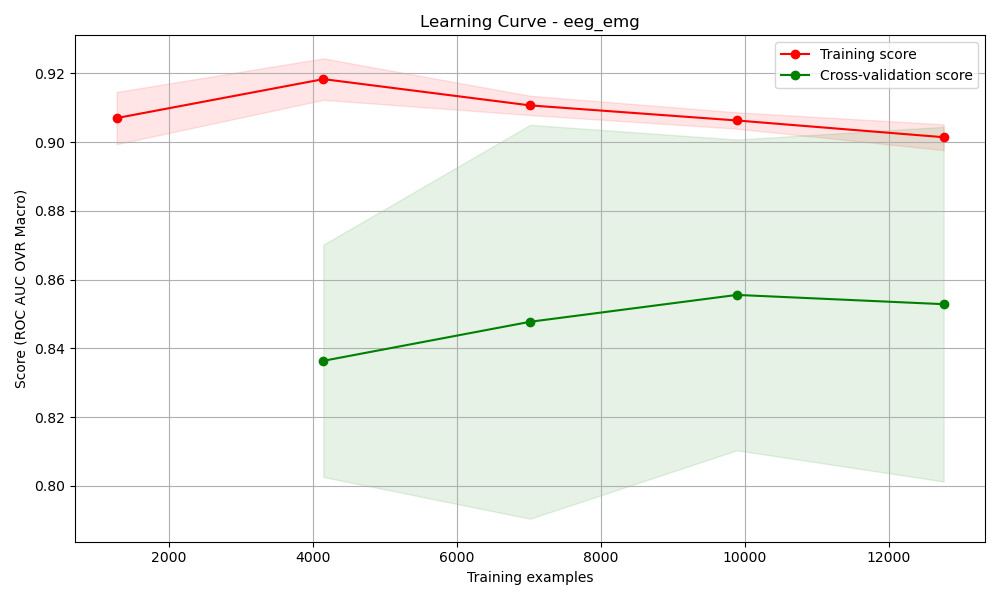 Learning Curve - eeg_emg
Training score
Cross-validation score
Score (ROC AUC OVR Macro)
0.92
0.90
0.88
0.86
0.84
0.82
0.80
2000 4000 6000 8000 10000 12000
Training examples